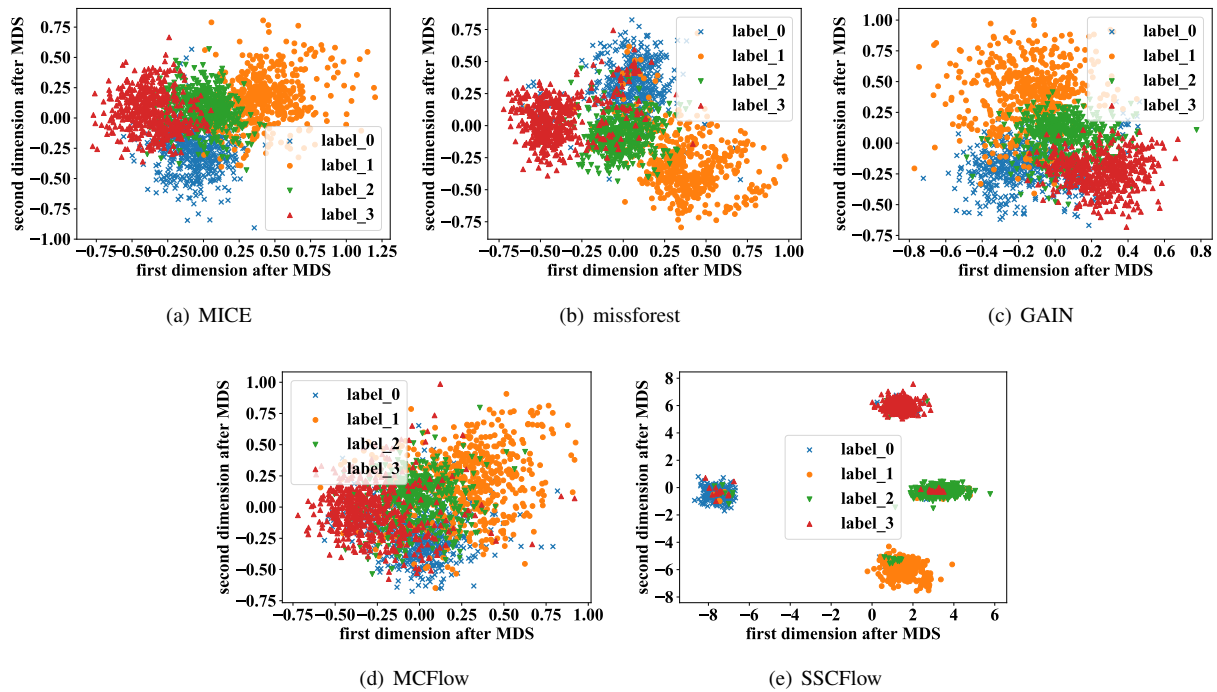 0.75
0.50
0.25
0.00
−0.25
−0.50
−0.75
−1.00
second dimension after MDS
label_0
label_1
label_2
label_3
−0.75−0.50−0.25 0.00 0.25 0.50 0.75 1.00 1.25
first dimension after MDS
(a) MICE
0.75
0.50
0.25
0.00
−0.25
−0.50
−0.75
second dimension after MDS
label_0
label_1
label_2
label_3
−0.75−0.50−0.25 0.00 0.25 0.50 0.75 1.00
first dimension after MDS
(b) missforest
1.00
0.75
0.50
0.25
0.00
−0.25
−0.50
−0.75
second dimension after MDS
label_0
label_1
label_2
label_3
−0.8 −0.6 −0.4 −0.2 0.0 0.2 0.4 0.6 0.8
first dimension after MDS
(c) GAIN
1.00
0.75
0.50
0.25
0.00
−0.25
−0.50
−0.75
second dimension after MDS
label_0
label_1
label_2
label_3
−0.75−0.50−0.25 0.00 0.25 0.50 0.75 1.00
first dimension after MDS
(d) MCFlow
8
6
4
2
0
−2
−4
−6
−8
second dimension after MDS
label_0
label_1
label_2
label_3
−8 −6 −4 −2 0 2 4 6
first dimension after MDS
(e) SSCFlow